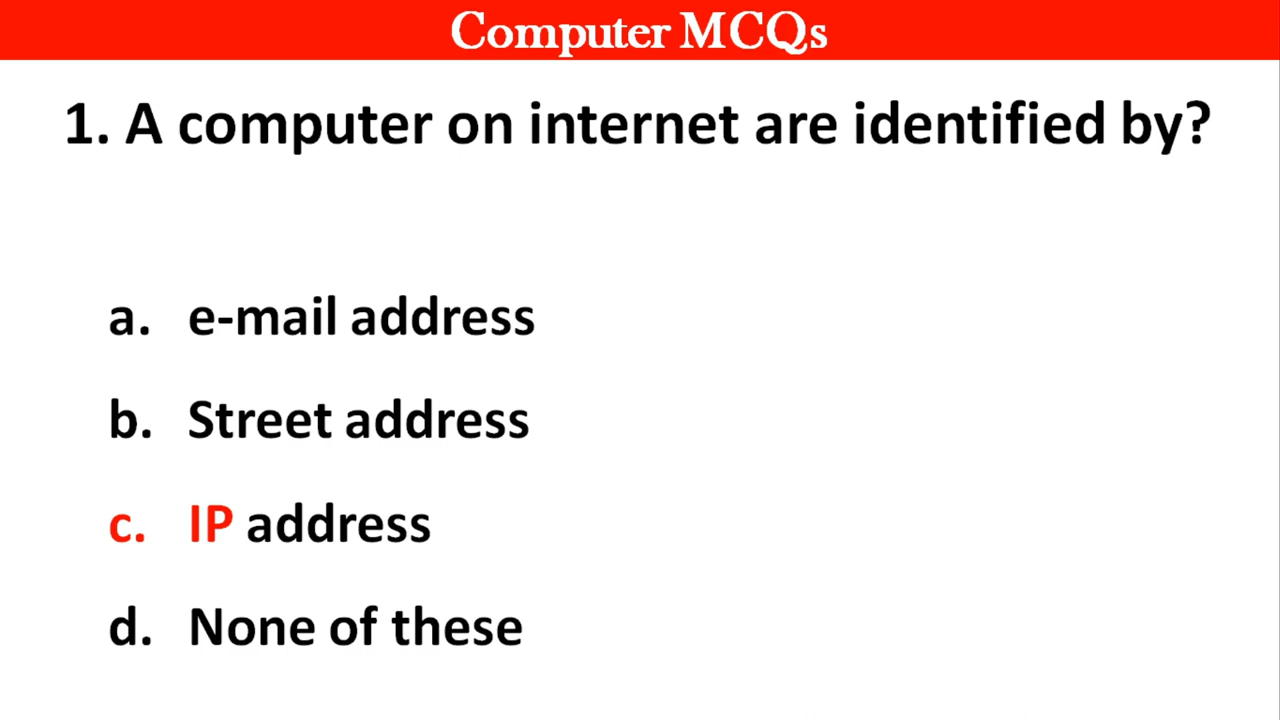 Computer MCQs
1. A computer on internet are identified by?
a. e-mail address
b. Street address
c. IP address
d. None of these